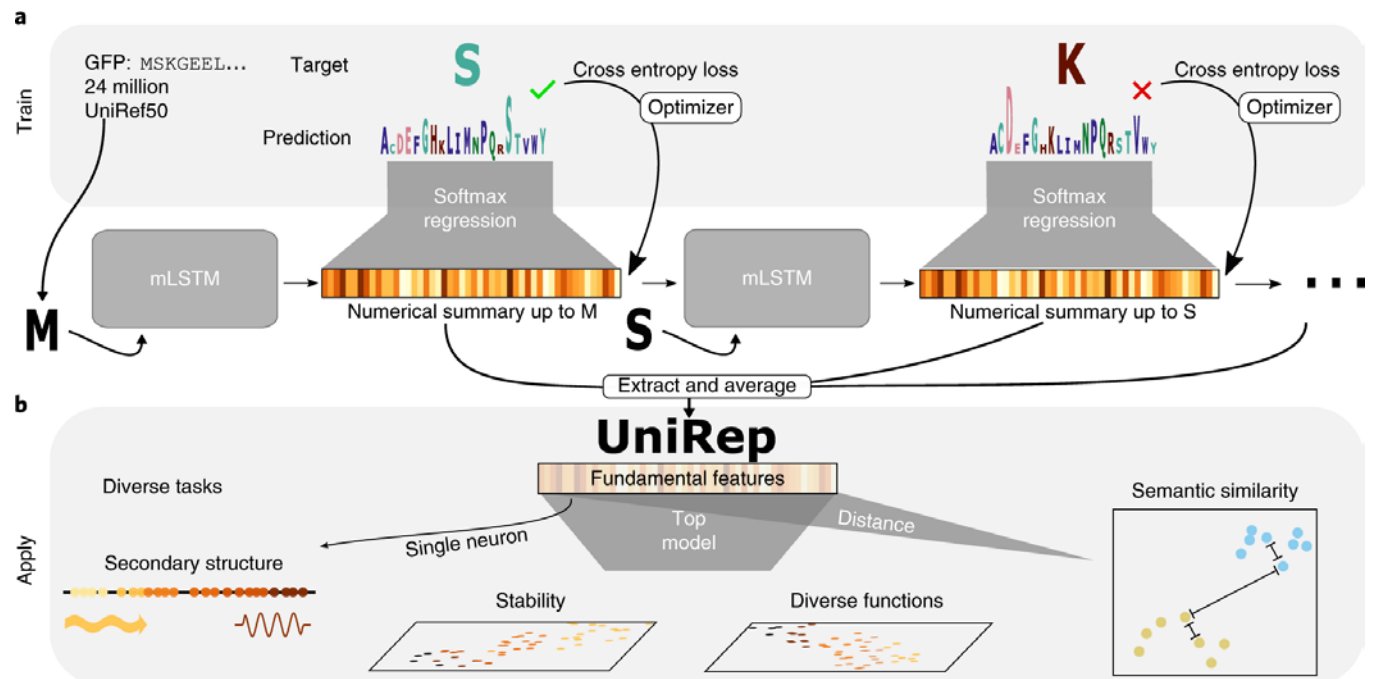 a
Train
GFP: MSKGEEL...
24 million
UniRef50
Target
S
Cross entropy loss
Optimizer
K
Cross entropy loss
Optimizer
Prediction
ACDEFGHKLIMNPQRSTVWY
ACDEFGHKLIMNPQRSTVWY
Softmax
regression
Softmax
regression
mLSTM
mLSTM
M
Numerical summary up to M
S
Numerical summary up to S
Extract and average
b
Apply
UniRep
Fundamental features
Diverse tasks
Top
model
Distance
Single neuron
Semantic similarity
Secondary structure
Stability
Diverse functions